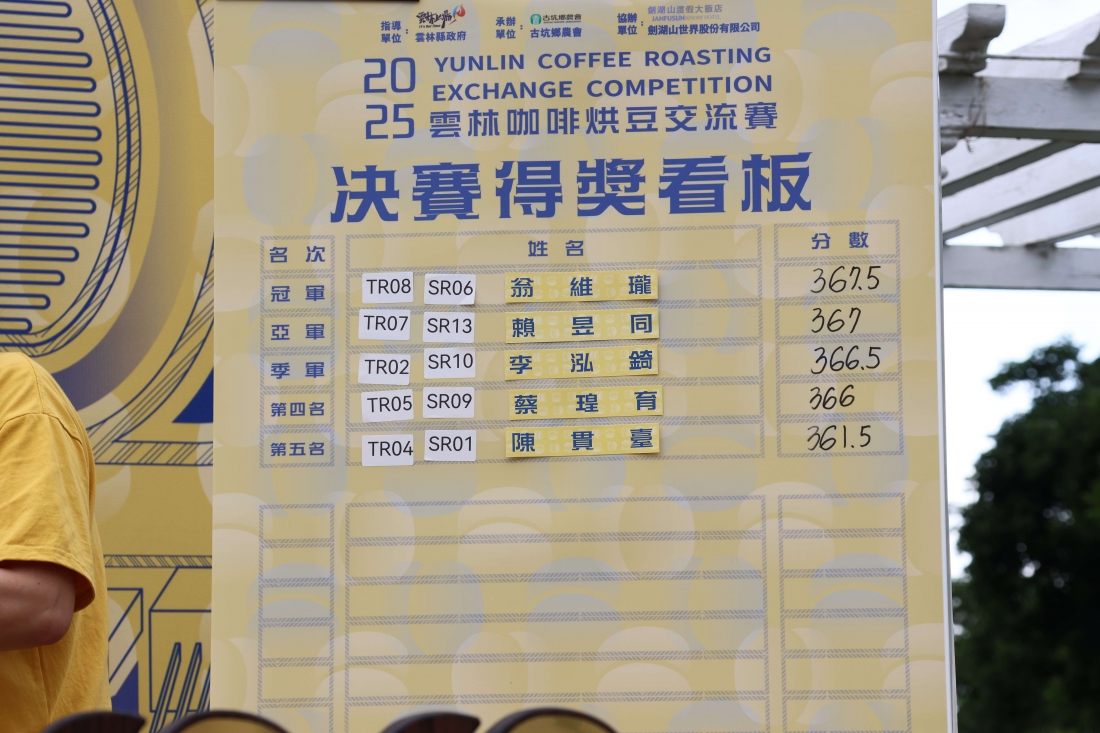 指導單位： 雲林縣政府 承辦單位： 古坑鄉農會 協辦單位： 劍湖山渡假大飯店 JANFUSUN HOTEL
劍湖山世界股份有限公司
2025
YUNLIN COFFEE ROASTING
EXCHANGE COMPETITION
雲林咖啡烘豆交流賽
決賽得獎看板
名次 姓名 分數
冠軍 TR08 SR06 翁維瓏 367.5
亞軍 TR07 SR13 賴昱同 367
季軍 TR02 SR10 李泓錡 366.5
第四名 TR05 SR09 蔡瑝育 366
第五名 TR04 SR01 陳貫臺 361.5